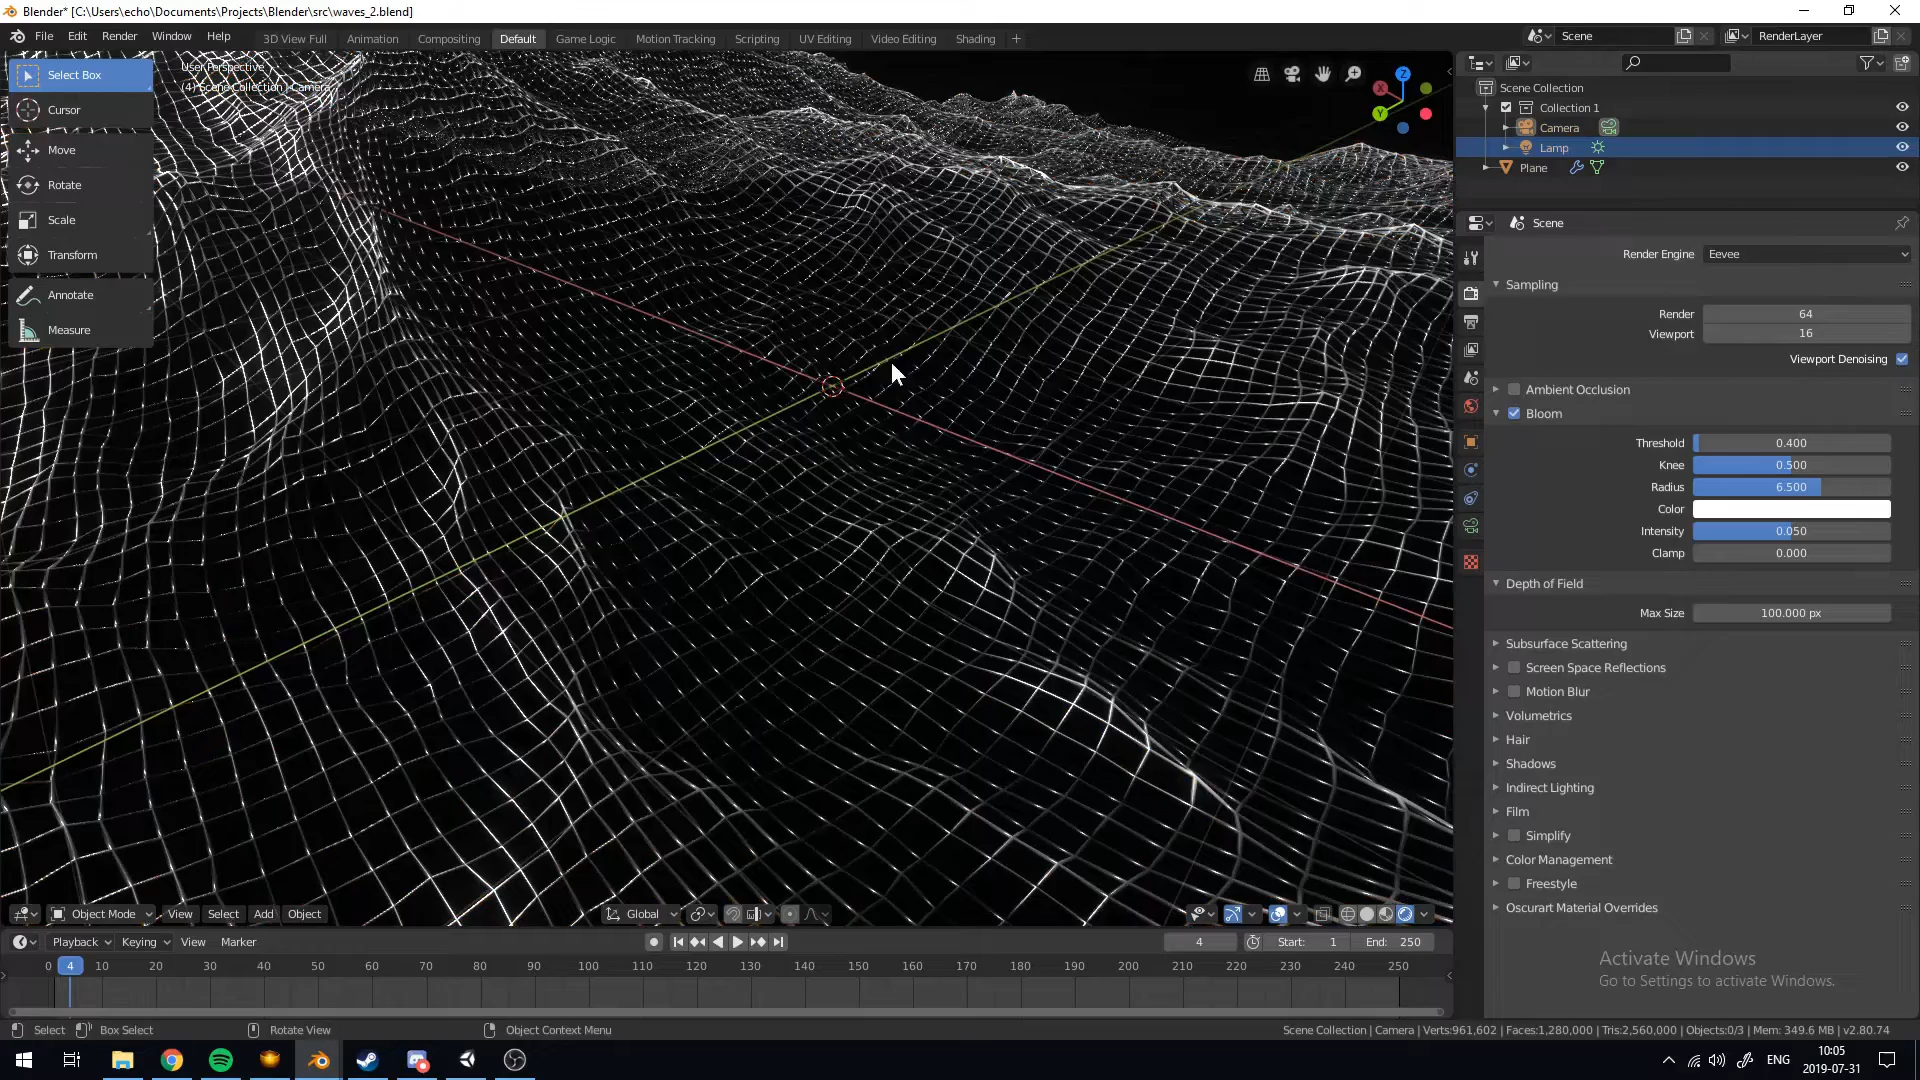 Blender* [C:\Users\echo\Documents\Projects\Blender\src\waves_2.blend]
File Edit Render Window Help
3D View Full Animation Compositing Default Game Logic Motion Tracking Scripting UV Editing Video Editing Shading +
Scene RenderLayer
User Perspective
(4) Scene Collection | Camera
Select Box
Cursor
Move
Rotate
Scale
Transform
Annotate
Measure
Z
X
Y
Scene Collection
Collection 1
Camera
Lamp
Plane
Scene
Render Engine Eevee
Sampling
Render 64
Viewport 16
Viewport Denoising
Ambient Occlusion
Bloom
Threshold 0.400
Knee 0.500
Radius 6.500
Color
Intensity 0.050
Clamp 0.000
Depth of Field
Max Size 100.000 px
Subsurface Scattering
Screen Space Reflections
Motion Blur
Volumetrics
Hair
Shadows
Indirect Lighting
Film
Simplify
Color Management
Freestyle
Oscurart Material Overrides
Object Mode View Select Add Object Global
Playback Keying View Marker 4 Start: 1 End: 250
0 4 10 20 30 40 50 60 70 80 90 100 110 120 130 140 150 160 170 180 190 200 210 220 230 240 250
Activate Windows
Go to Settings to activate Windows.
Select Box Select Rotate View Object Context Menu
Scene Collection | Camera | Verts:961,602 | Faces:1,280,000 | Tris:2,560,000 | Objects:0/3 | Mem: 349.6 MB | v2.80.74
ENG
10:05
2019-07-31